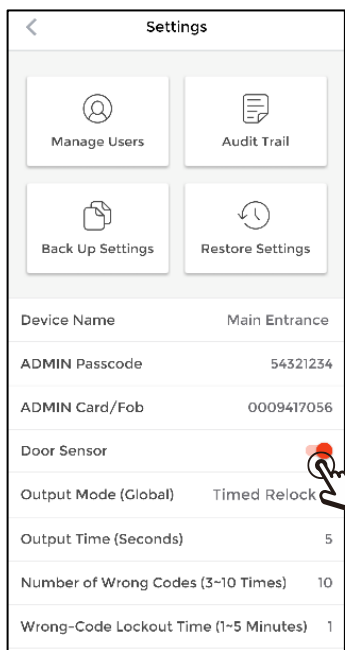 Settings
Manage Users
Audit Trail
Back Up Settings
Restore Settings
Device Name Main Entrance
ADMIN Passcode 54321234
ADMIN Card/Fob 0009417056
Door Sensor
Output Mode (Global) Timed Relock
Output Time (Seconds) 5
Number of Wrong Codes (3~10 Times) 10
Wrong-Code Lockout Time (1~5 Minutes) 1